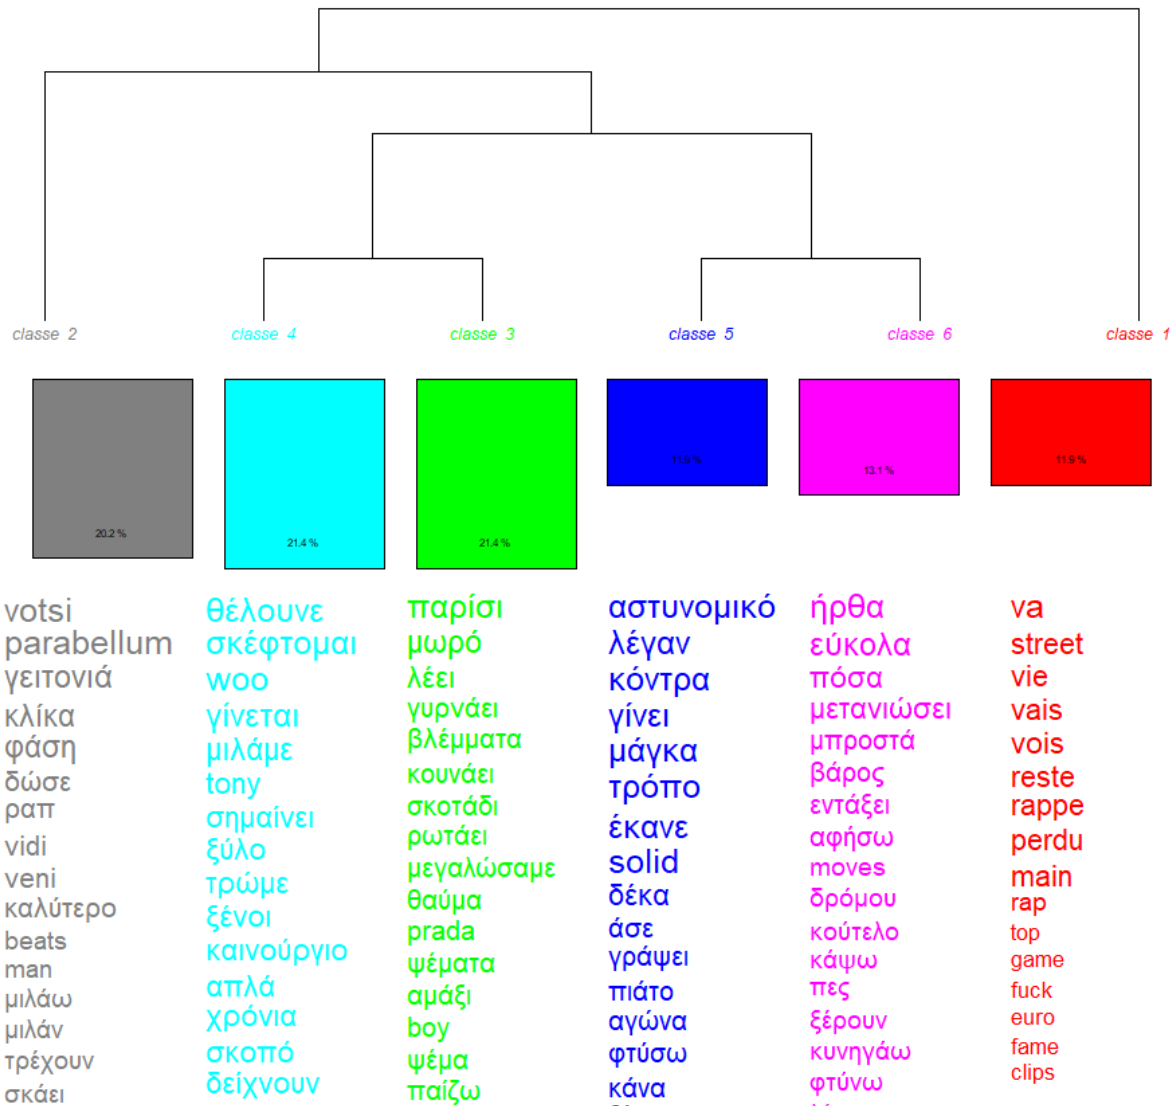 classe 2
classe 4
classe 3
classe 5
classe 6
classe 1
20.2 %
21.4 %
21.4 %
13.1 %
11.9 %
votsi θέλουνε παρίσι αστυνομικό ήρθα va
parabellum σκέφτομαι μωρό λέγαν εύκολα street
γειτονιά woo λέει κόντρα πόσα vie
κλίκα γίνεται γυρνάει γίνει μετανιώσει vais
φάση μιλάμε βλέμματα μάγκα μπροστά vois
δώσε tony κουνάει τρόπο βάρος reste
ραπ σημαίνει σκοτάδι έκανε εντάξει rappe
vidi ξύλο ρωτάει solid αφήσω perdu
veni τρώμε μεγαλώσαμε δέκα moves main
καλύτερο ξένοι θαύμα άσε δρόμου rap
beats καινούργιο prada γράψει κούτελο top
man απλά ψέματα πιάτο κάψω game
μιλάω χρόνια αμάξι αγώνα πες fuck
μιλάν σκοπό boy φτύσω ξέρουν euro
τρέχουν δείχνουν ψέμα κάνα κυνηγάω fame
σκάει παίζω φτύνω clips